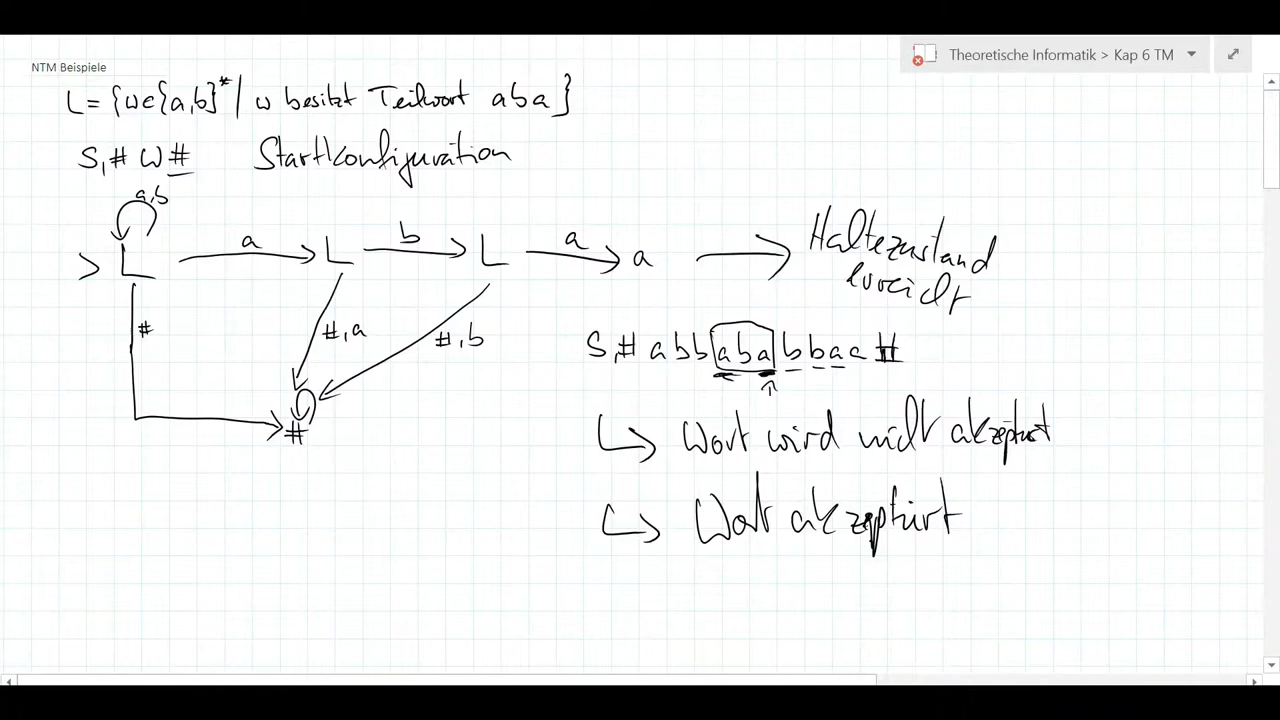 Theoretische Informatik > Kap 6 TM
NTM Beispiele
L = {w∈{a,b}* | w besitzt Teilwort aba}
S,# w # Startkonfiguration
a,b
> L a L b L a a Haltezustand erreicht
# #,a #,b
#
S,# abbababbaa #
↳ Wort wird nicht akzeptiert
↳ Wort akzeptiert